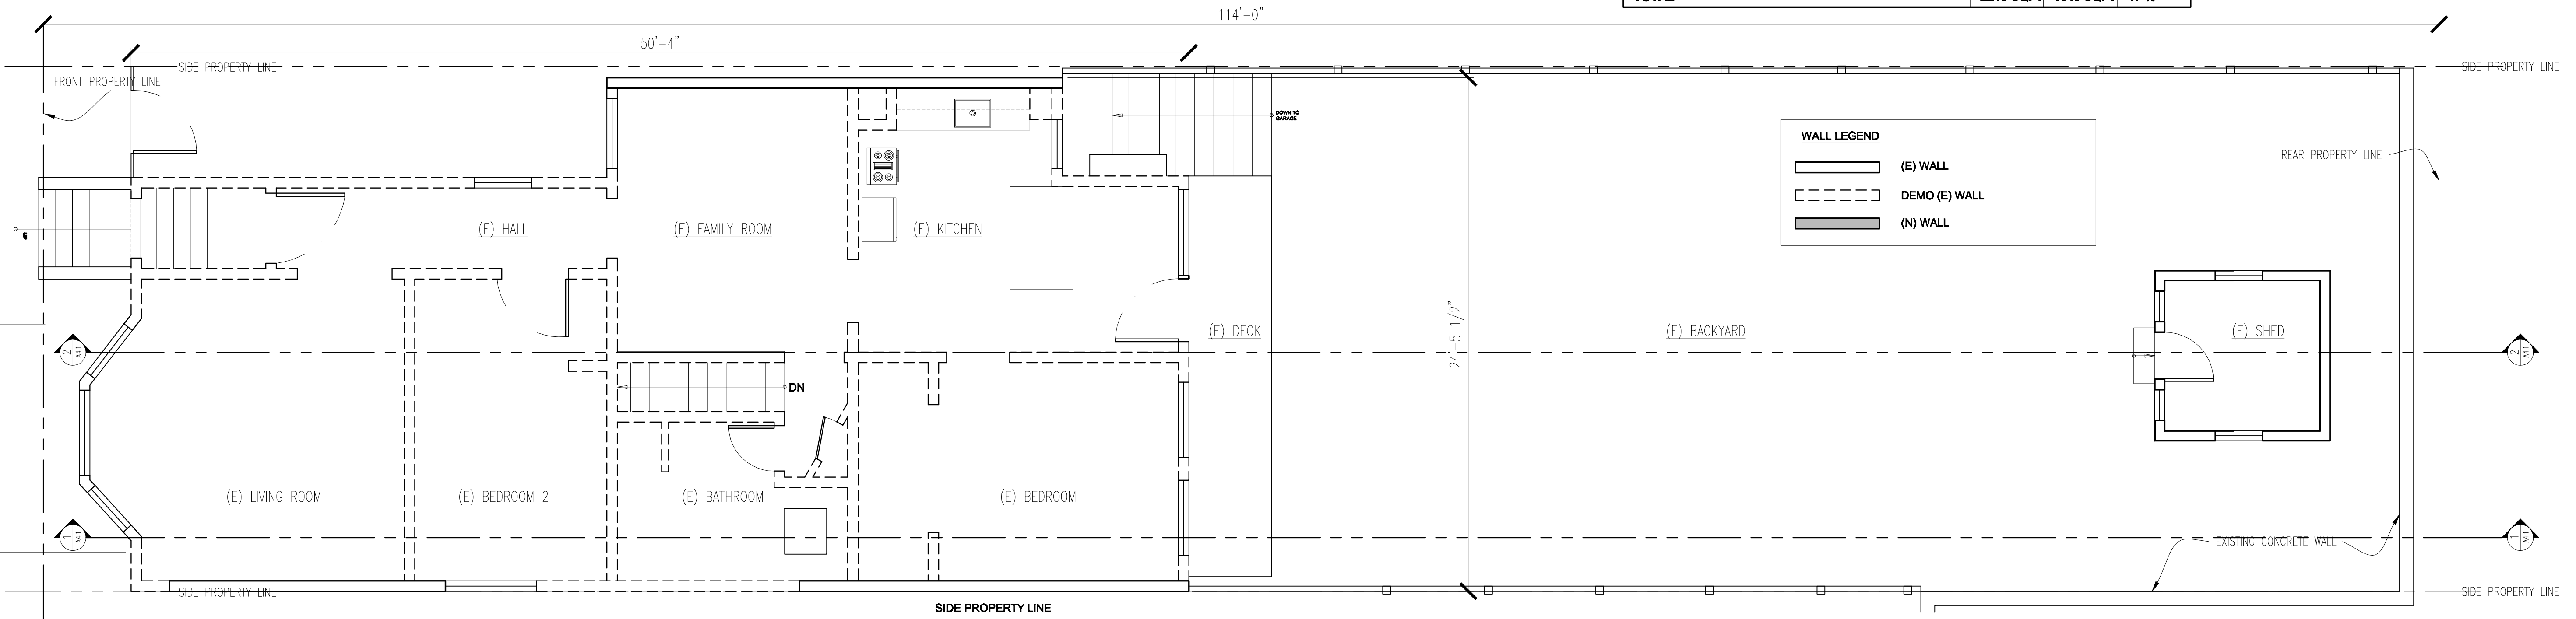 114'-0"
50'-4"
SIDE PROPERTY LINE
SIDE PROPERTY LINE
FRONT PROPERTY LINE
DOWN TO
GARAGE
WALL LEGEND
(E) WALL
DEMO (E) WALL
(N) WALL
REAR PROPERTY LINE
(E) HALL
(E) FAMILY ROOM
(E) KITCHEN
(E) DECK
24'-5 1/2"
(E) BACKYARD
(E) SHED
2
A4.1
2
A4.1
DN
(E) LIVING ROOM
(E) BEDROOM 2
(E) BATHROOM
(E) BEDROOM
1
A4.1
1
A4.1
EXISTING CONCRETE WALL
SIDE PROPERTY LINE
SIDE PROPERTY LINE
SIDE PROPERTY LINE